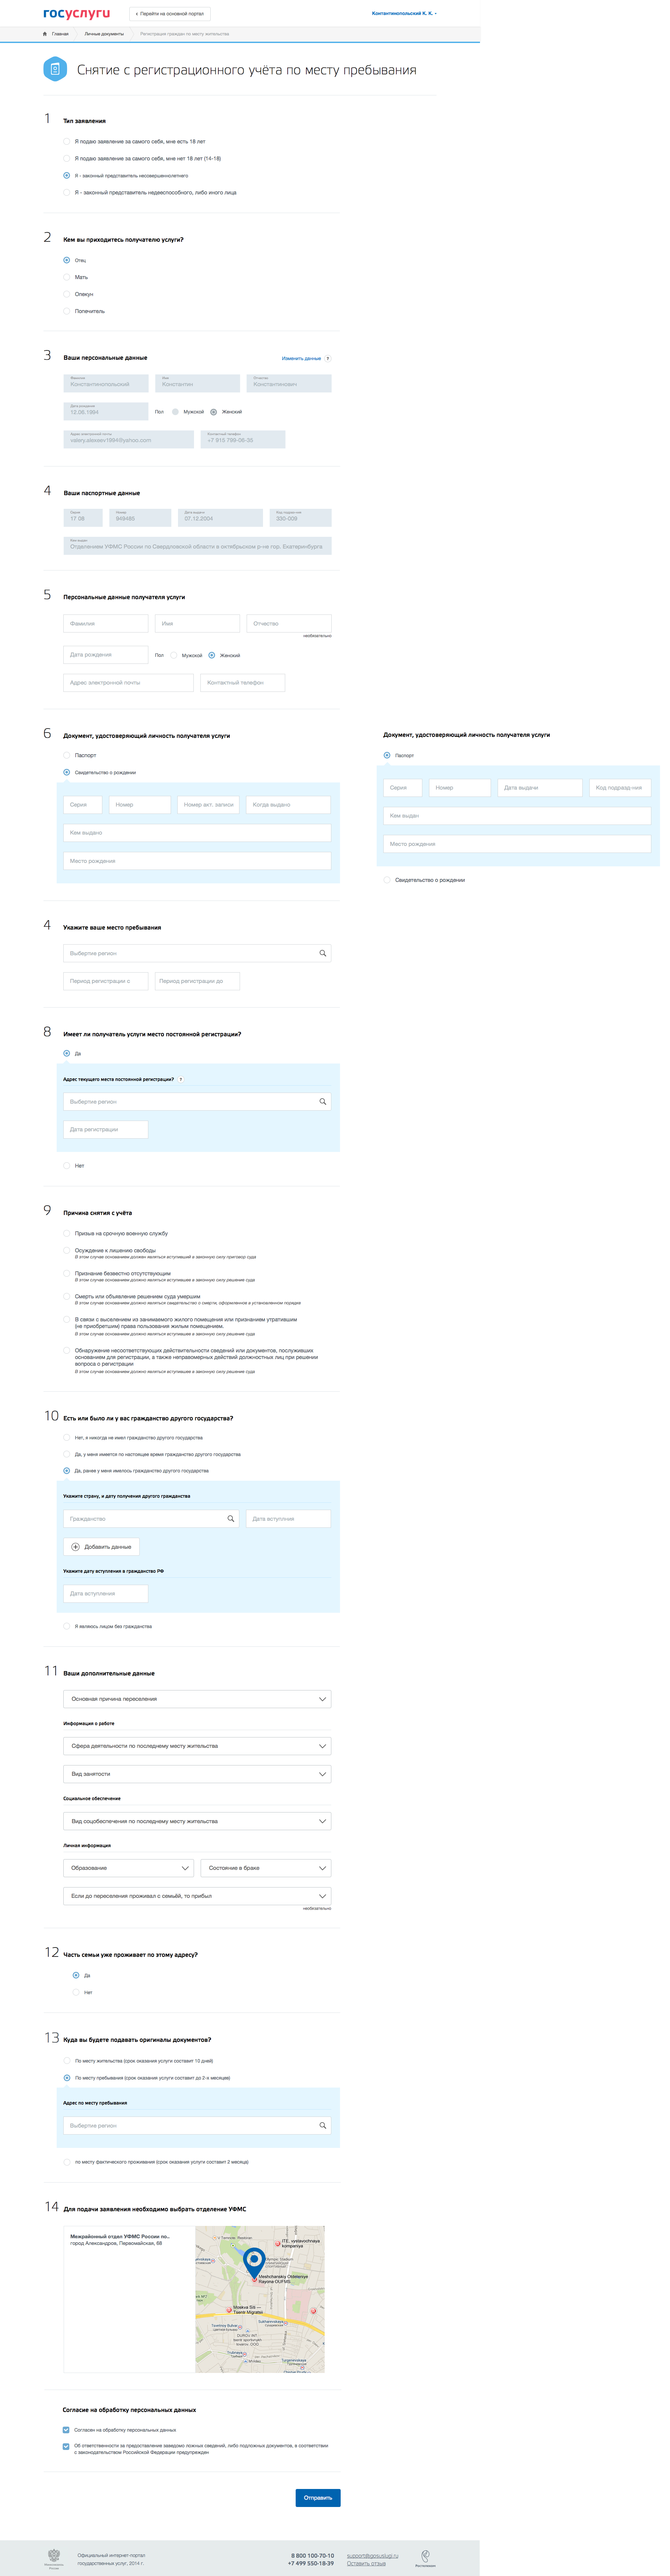 госуслуги
Перейти на основной портал
Константинопольский К. К.
Главная
Личные документы
Регистрация граждан по месту жительства
Снятие с регистрационного учёта по месту пребывания
1 Тип заявления
Я подаю заявление за самого себя, мне есть 18 лет
Я подаю заявление за самого себя, мне нет 18 лет (14-18)
Я - законный представитель несовершеннолетнего
Я - законный представитель недееспособного, либо иного лица
2 Кем вы приходитесь получателю услуги?
Отец
Мать
Опекун
Попечитель
3 Ваши персональные данные
Изменить данные ?
Фамилия Имя Отчество
Константинопольский Константин Константинович
Дата рождения
12.05.1984 Пол Мужской Женский
Адрес электронной почты Контактный телефон
valery.alexeev1984@yahoo.com +7 915 798-09-35
4 Ваши паспортные данные
Серия Номер Дата выдачи Код подразд-ния
17 08 949495 07.12.2004 330-009
Кем выдан
Отделением УФМС России по Свердловской области в октябрьском р-не гор. Екатеринбурга
5 Персональные данные получателя услуги
Фамилия Имя Отчество
необязательно
Дата рождения Пол Мужской Женский
Адрес электронной почты Контактный телефон
6 Документ, удостоверяющий личность получателя услуги
Паспорт
Свидетельство о рождении
Серия Номер Номер акт. записи Когда выдано
Кем выдано
Место рождения
Документ, удостоверяющий личность получателя услуги
Паспорт
Серия Номер Дата выдачи Код подразд-ния
Кем выдан
Место рождения
Свидетельство о рождении
4 Укажите ваше место пребывания
Выбертие регион
Период регистрации с Период регистрации до
8 Имеет ли получатель услуги место постоянной регистрации?
Да
Адрес текущего места постоянной регистрации? ?
Выбертие регион
Дата регистрации
Нет
9 Причина снятия с учёта
Призыв на срочную военную службу
Осуждение к лишению свободы
В этом случае основанием должен являться вступивший в законную силу приговор суда
Признание безвестно отсутствующим
В этом случае основанием должно являться вступившее в законную силу решение суда
Смерть или объявление решением суда умершим
В этом случае основанием должно являться свидетельство о смерти, оформленное в установленном порядке
В связи с выселением из занимаемого жилого помещения или признанием утратившим
(не приобретшим) права пользования жилым помещением.
В этом случае основанием должно являться вступившее в законную силу решение суда
Обнаружение несоответствующих действительности сведений или документов, послуживших
основанием для регистрации, а также неправомерных действий должностных лиц при решении
вопроса о регистрации
В этом случае основанием должно являться вступившее в законную силу решение суда
10 Есть или было ли у вас гражданство другого государства?
Нет, я никогда не имел гражданство другого государства
Да, у меня имеется по настоящее время гражданство другого государства
Да, ранее у меня имелось гражданство другого государства
Укажите страну, и дату получения другого гражданства
Гражданство Дата вступлния
Добавить данные
Укажите дату вступления в гражданство РФ
Дата вступления
Я являюсь лицом без гражданства
11 Ваши дополнительные данные
Основная причина переселения
Информация о работе
Сфера деятельности по последнему месту жительства
Вид занятости
Социальное обеспечение
Вид соцобеспечения по последнему месту жительства
Личная информация
Образование Состояние в браке
Если до переселения проживал с семьёй, то прибыл
необязательно
12 Часть семьи уже проживает по этому адресу?
Да
Нет
13 Куда вы будете подавать оригиналы документов?
По месту жительства (срок оказания услуги составит 10 дней)
По месту пребывания (срок оказания услуги составит до 2-х месяцев)
Адрес по месту пребывания
Выбертие регион
по месту фактического проживания (срок оказания услуги составит 2 месяца)
14 Для подачи заявления необходимо выбрать отделение УФМС
Межрайонный отдел УФМС России по..
город Александров, Первомайская, 88
ITE, vystavochnaya
kompaniya
Meshchanskiy Otdeleniye
Rayona OUFMS
Moskva Sili —
Tsentr Migratsii
Согласие на обработку персональных данных
Согласен на обработку персональных данных
Об ответственности за предоставление заведомо ложных сведений, либо подложных документов, в соответствии
с законодательством Российской Федерации предупрежден
Отправить
Официальный интернет-портал
государственных услуг, 2014 г.
8 800 100-70-10
+7 499 550-18-39
support@gosuslugi.ru
Оставить отзыв
Ростелеком